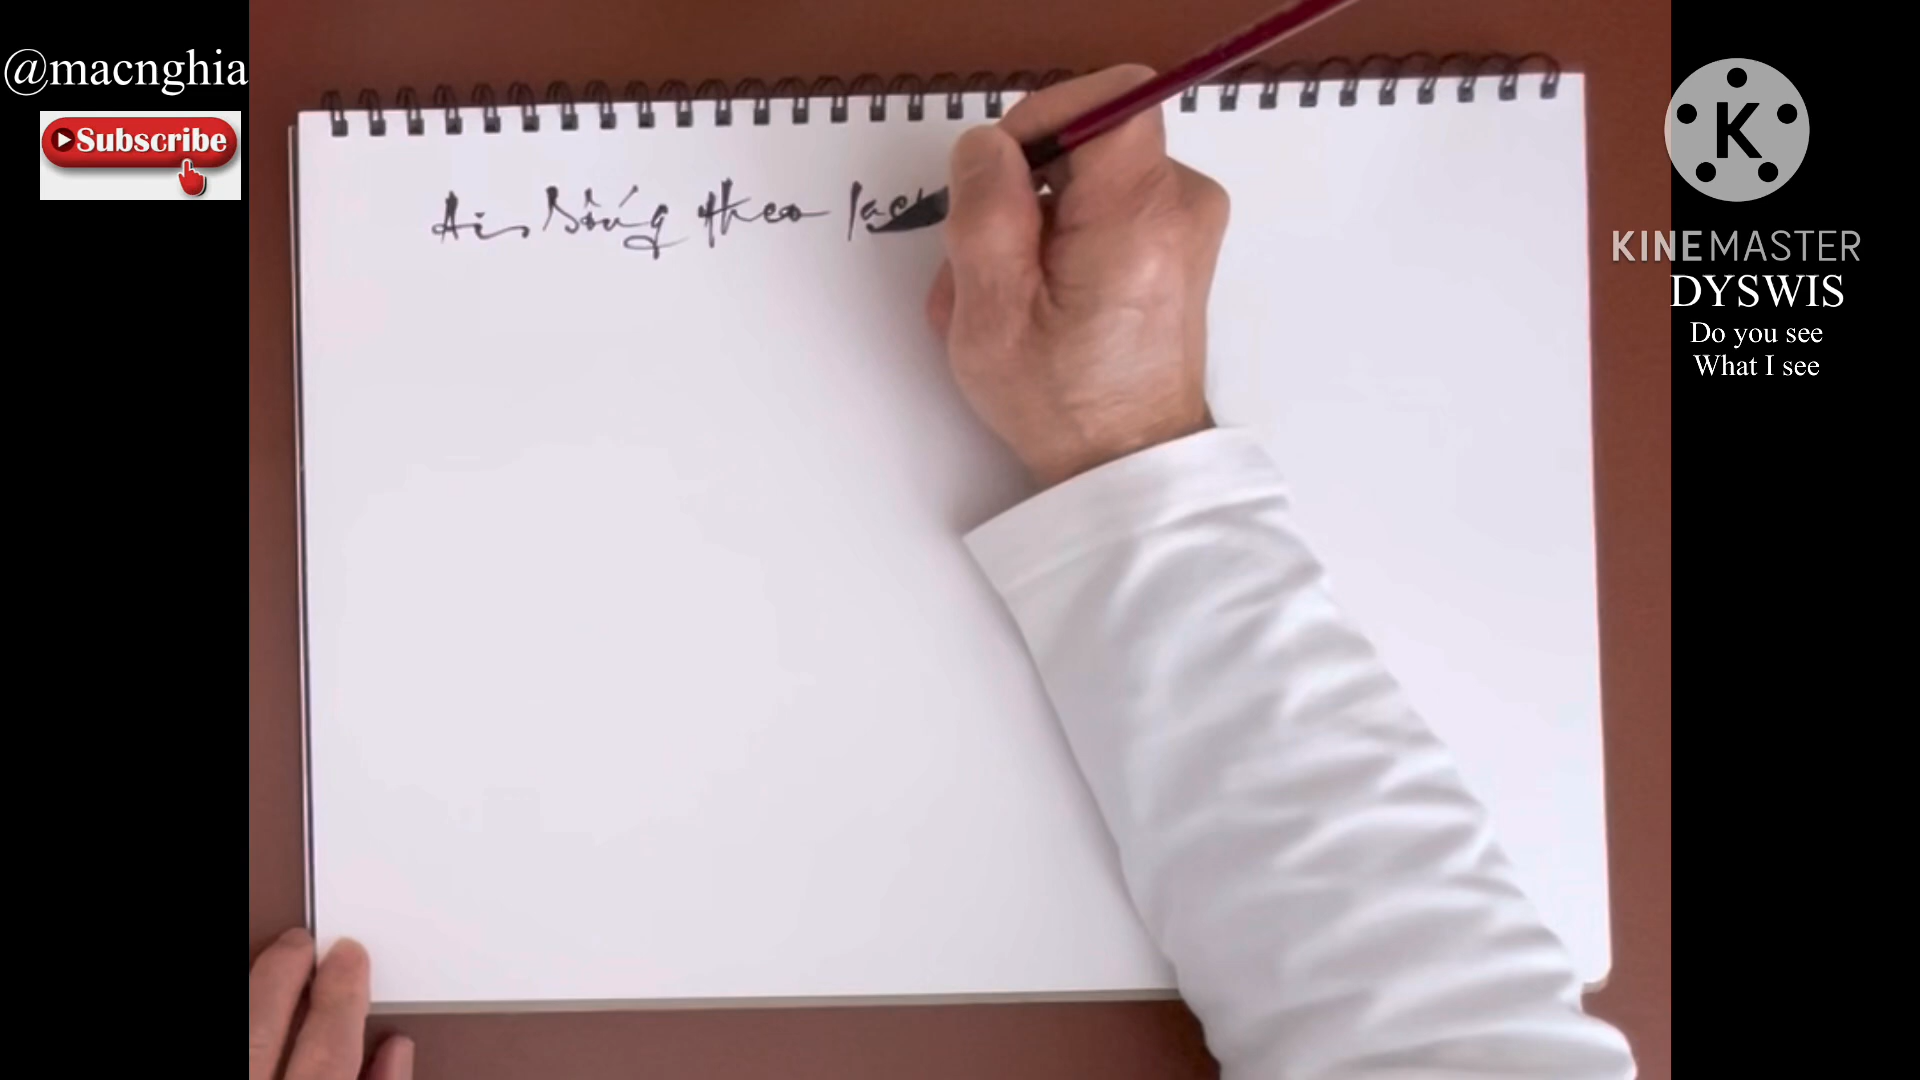 @macnghia
Subscribe
Ai sống theo
K
KINEMASTER
DYSWIS
Do you see
What I see